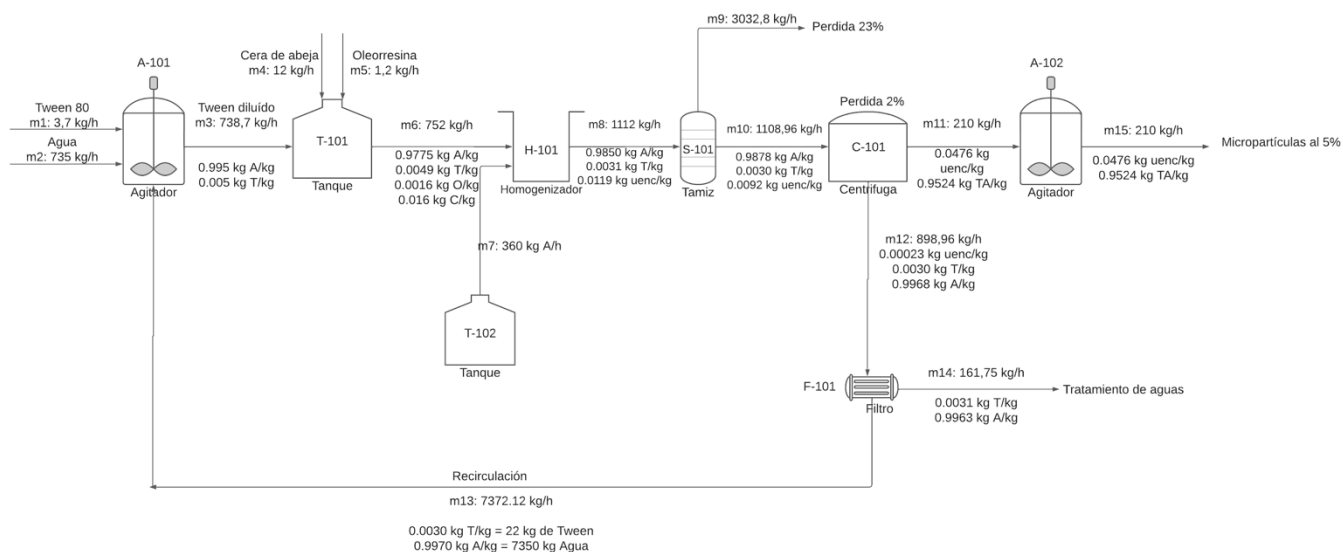 m9: 3032,8 kg/h
Perdida 23%
Cera de abeja
m4: 12 kg/h
Oleorresina
m5: 1,2 kg/h
A-101
A-102
Tween 80
m1: 3,7 kg/h
Agua
m2: 735 kg/h
Agitador
Tween diluído
m3: 738,7 kg/h
0.995 kg A/kg
0.005 kg T/kg
T-101
Tanque
m6: 752 kg/h
0.9775 kg A/kg
0.0049 kg T/kg
0.0016 kg O/kg
0.016 kg C/kg
H-101
Homogenizador
m8: 1112 kg/h
0.9850 kg A/kg
0.0031 kg T/kg
0.0119 kg uenc/kg
S-101
Tamiz
m10: 1108,96 kg/h
0.9878 kg A/kg
0.0030 kg T/kg
0.0092 kg uenc/kg
Perdida 2%
C-101
Centrifuga
m11: 210 kg/h
0.0476 kg
uenc/kg
0.9524 kg TA/kg
Agitador
m15: 210 kg/h
0.0476 kg uenc/kg
0.9524 kg TA/kg
Micropartículas al 5%
m7: 360 kg A/h
T-102
Tanque
m12: 898,96 kg/h
0.00023 kg uenc/kg
0.0030 kg T/kg
0.9968 kg A/kg
F-101
Filtro
m14: 161,75 kg/h
0.0031 kg T/kg
0.9963 kg A/kg
Tratamiento de aguas
Recirculación
m13: 7372.12 kg/h
0.0030 kg T/kg = 22 kg de Tween
0.9970 kg A/kg = 7350 kg Agua